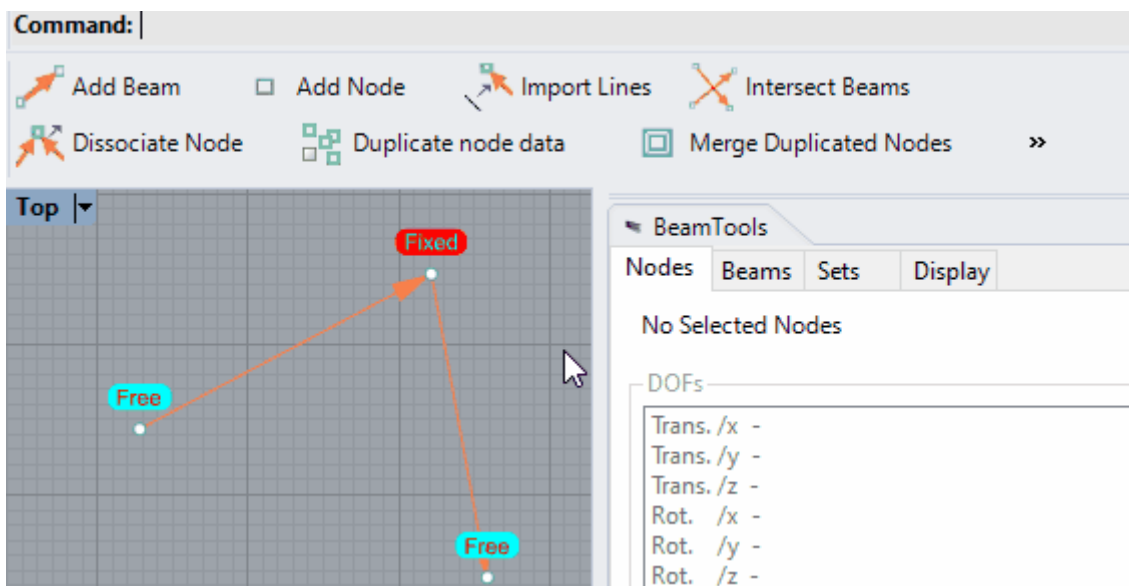 Command:
Add Beam Add Node Import Lines Intersect Beams
Dissociate Node Duplicate node data Merge Duplicated Nodes »
Top
Fixed
Free
Free
BeamTools
Nodes Beams Sets Display
No Selected Nodes
DOFs
Trans. /x -
Trans. /y -
Trans. /z -
Rot. /x -
Rot. /y -
Rot. /z -